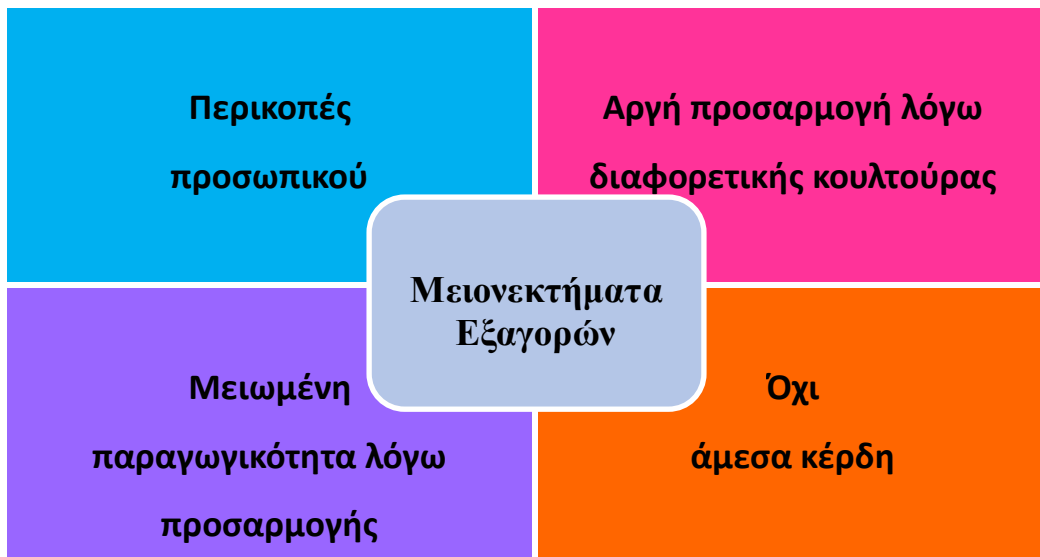 Περικοπές
προσωπικού
Αργή προσαρμογή λόγω
διαφορετικής κουλτούρας
Μειονεκτήματα
Εξαγορών
Μειωμένη
παραγωγικότητα λόγω
προσαρμογής
Όχι
άμεσα κέρδη